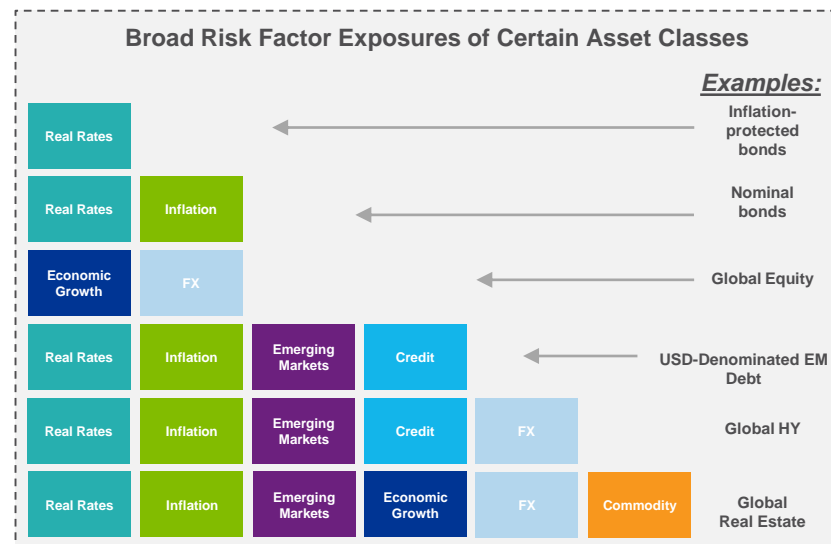 Broad Risk Factor Exposures of Certain Asset Classes
Examples:
Real Rates
Inflation-
protected
bonds
Real Rates
Inflation
Nominal
bonds
Economic
Growth
FX
Global Equity
Real Rates
Inflation
Emerging
Markets
Credit
USD-Denominated EM
Debt
Real Rates
Inflation
Emerging
Markets
Credit
FX
Global HY
Real Rates
Inflation
Emerging
Markets
Economic
Growth
FX
Commodity
Global
Real Estate